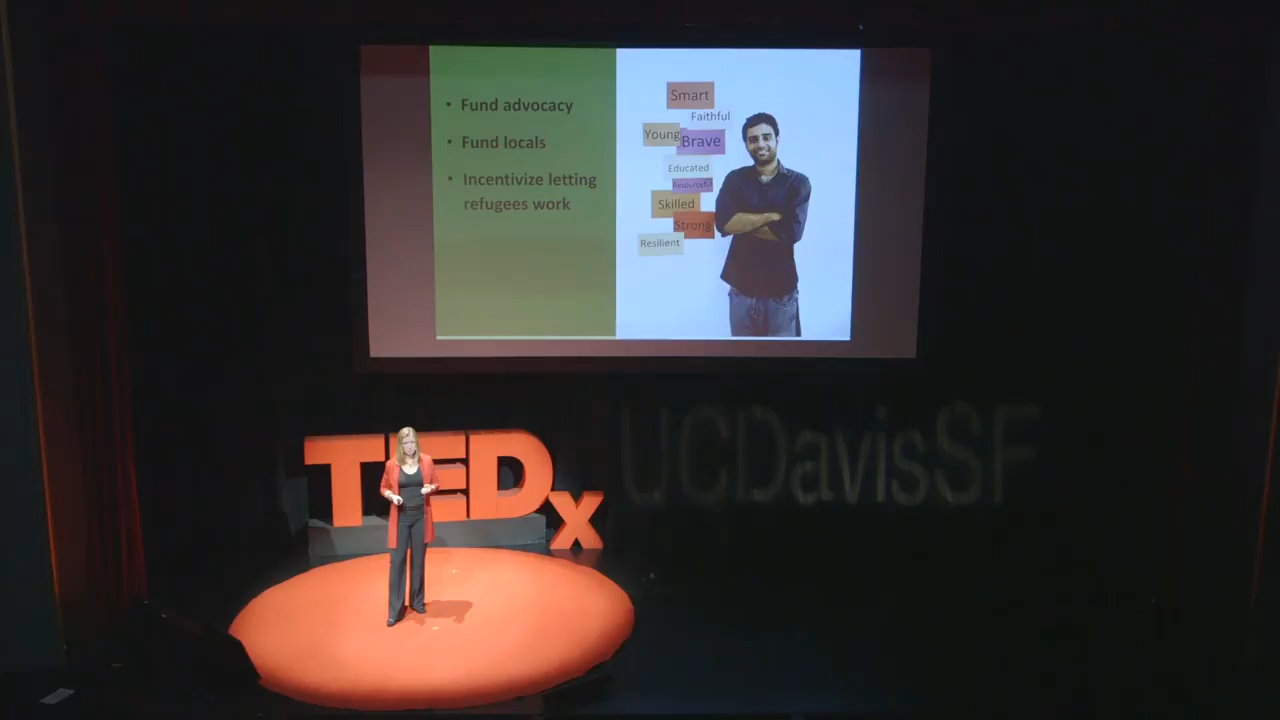 • Fund advocacy
• Fund locals
• Incentivize letting
refugees work
Smart
Faithful
Young
Brave
Educated
Resourceful
Skilled
Strong
Resilient
TEDx
UCDavisSF